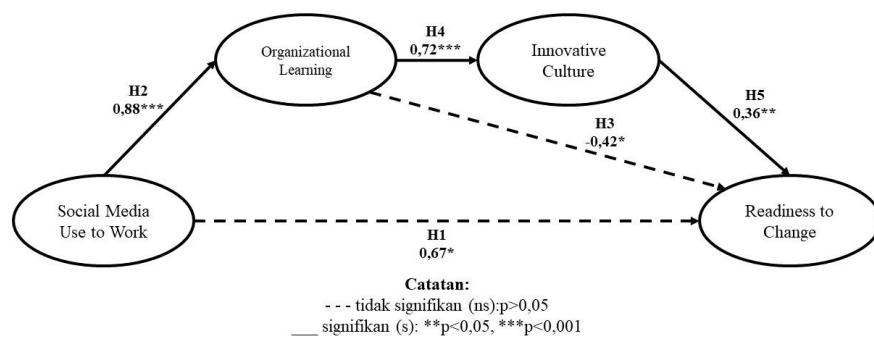 Organizational
Learning
H4
0,72***
Innovative
Culture
H2
0,88***
H5
0,36**
H3
-0,42*
Social Media
Use to Work
Readiness to
Change
H1
0,67*
Catatan:
- - - tidak signifikan (ns):p>0,05
___ signifikan (s): **p<0,05, ***p<0,001